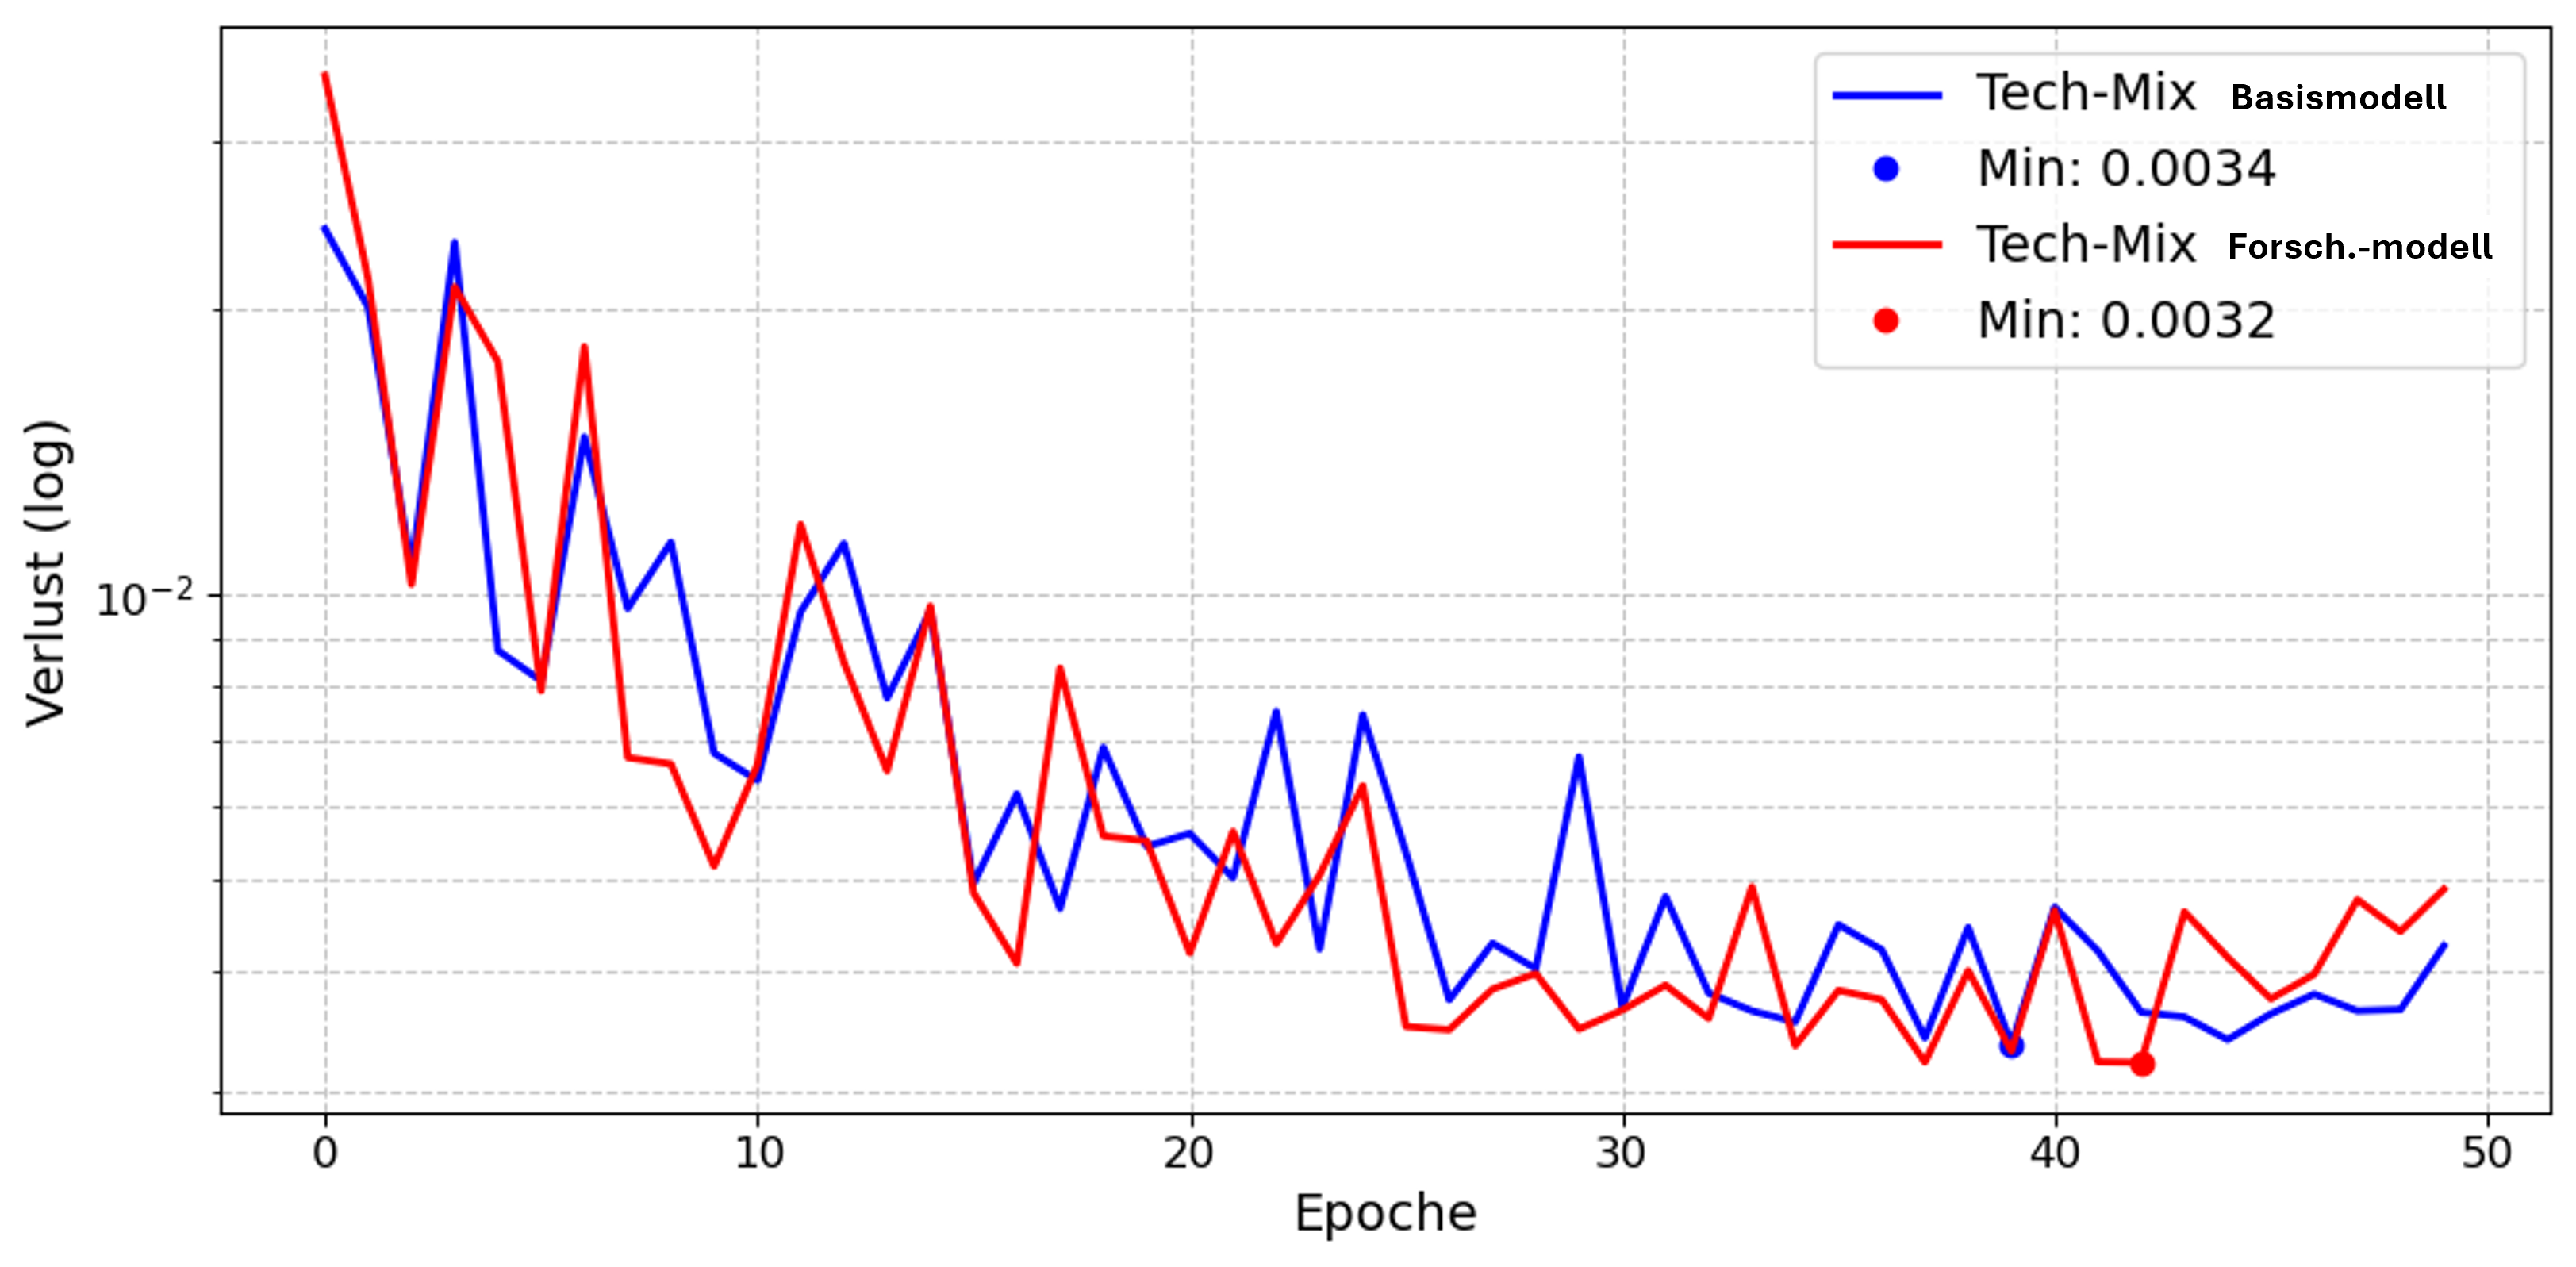 Tech-Mix Basismodell
Min: 0.0034
Tech-Mix Forsch.-modell
Min: 0.0032
Verlust (log)
10⁻²
0 10 20 30 40 50
Epoche